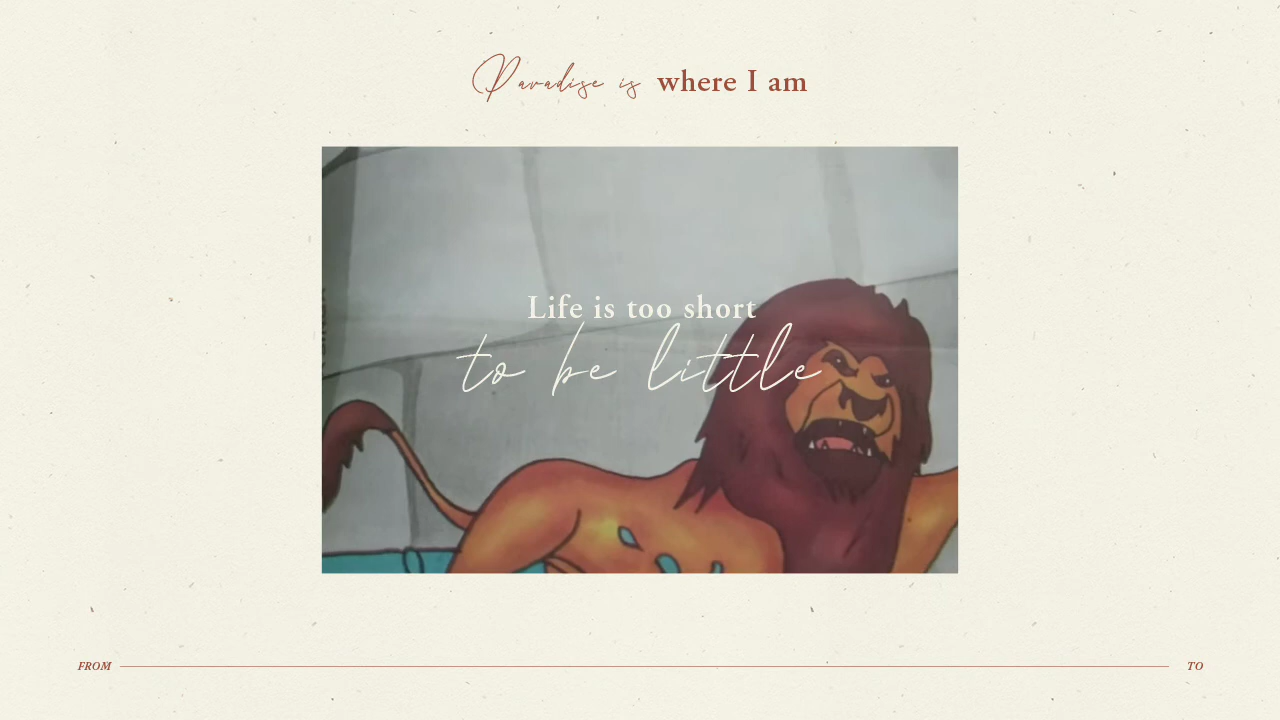 Paradise is where I am
Life is too short
to be little
FROM
TO